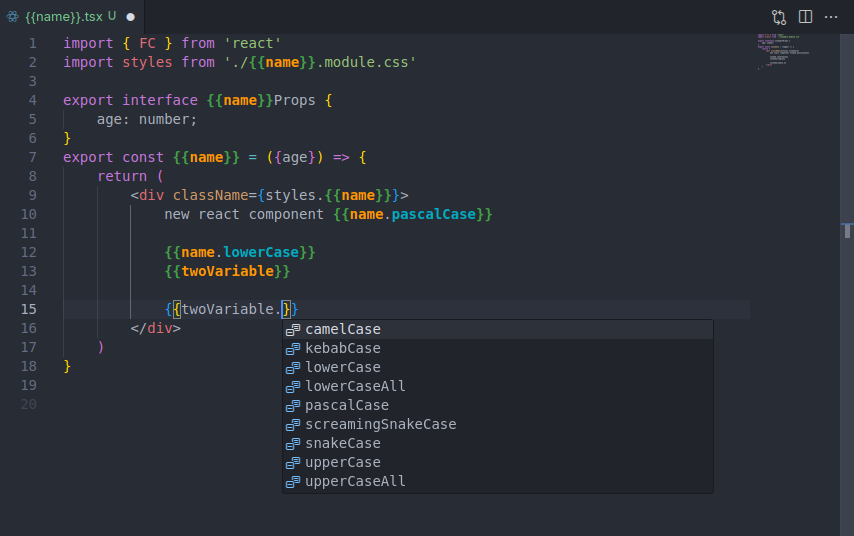 {{name}}.tsx U
1 import { FC } from 'react'
2 import styles from './{{name}}.module.css'
3
4 export interface {{name}}Props {
5 age: number;
6 }
7 export const {{name}} = ({age}) => {
8 return (
9 <div className={styles.{{name}}}>
10 new react component {{name.pascalCase}}
11
12 {{name.lowerCase}}
13 {{twoVariable}}
14
15 {{twoVariable.}}
16 </div>
17 )
18 }
19
20
camelCase
kebabCase
lowerCase
lowerCaseAll
pascalCase
screamingSnakeCase
snakeCase
upperCase
upperCaseAll